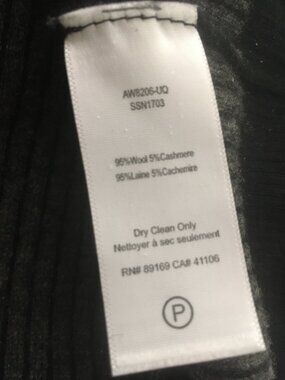 AW8206-UQ
SSN1703
95%Wool 5%Cashmere
95%Laine 5%Cachemire
Dry Clean Only
Nettoyer à sec seulement
RN# 89169 CA# 41106
P